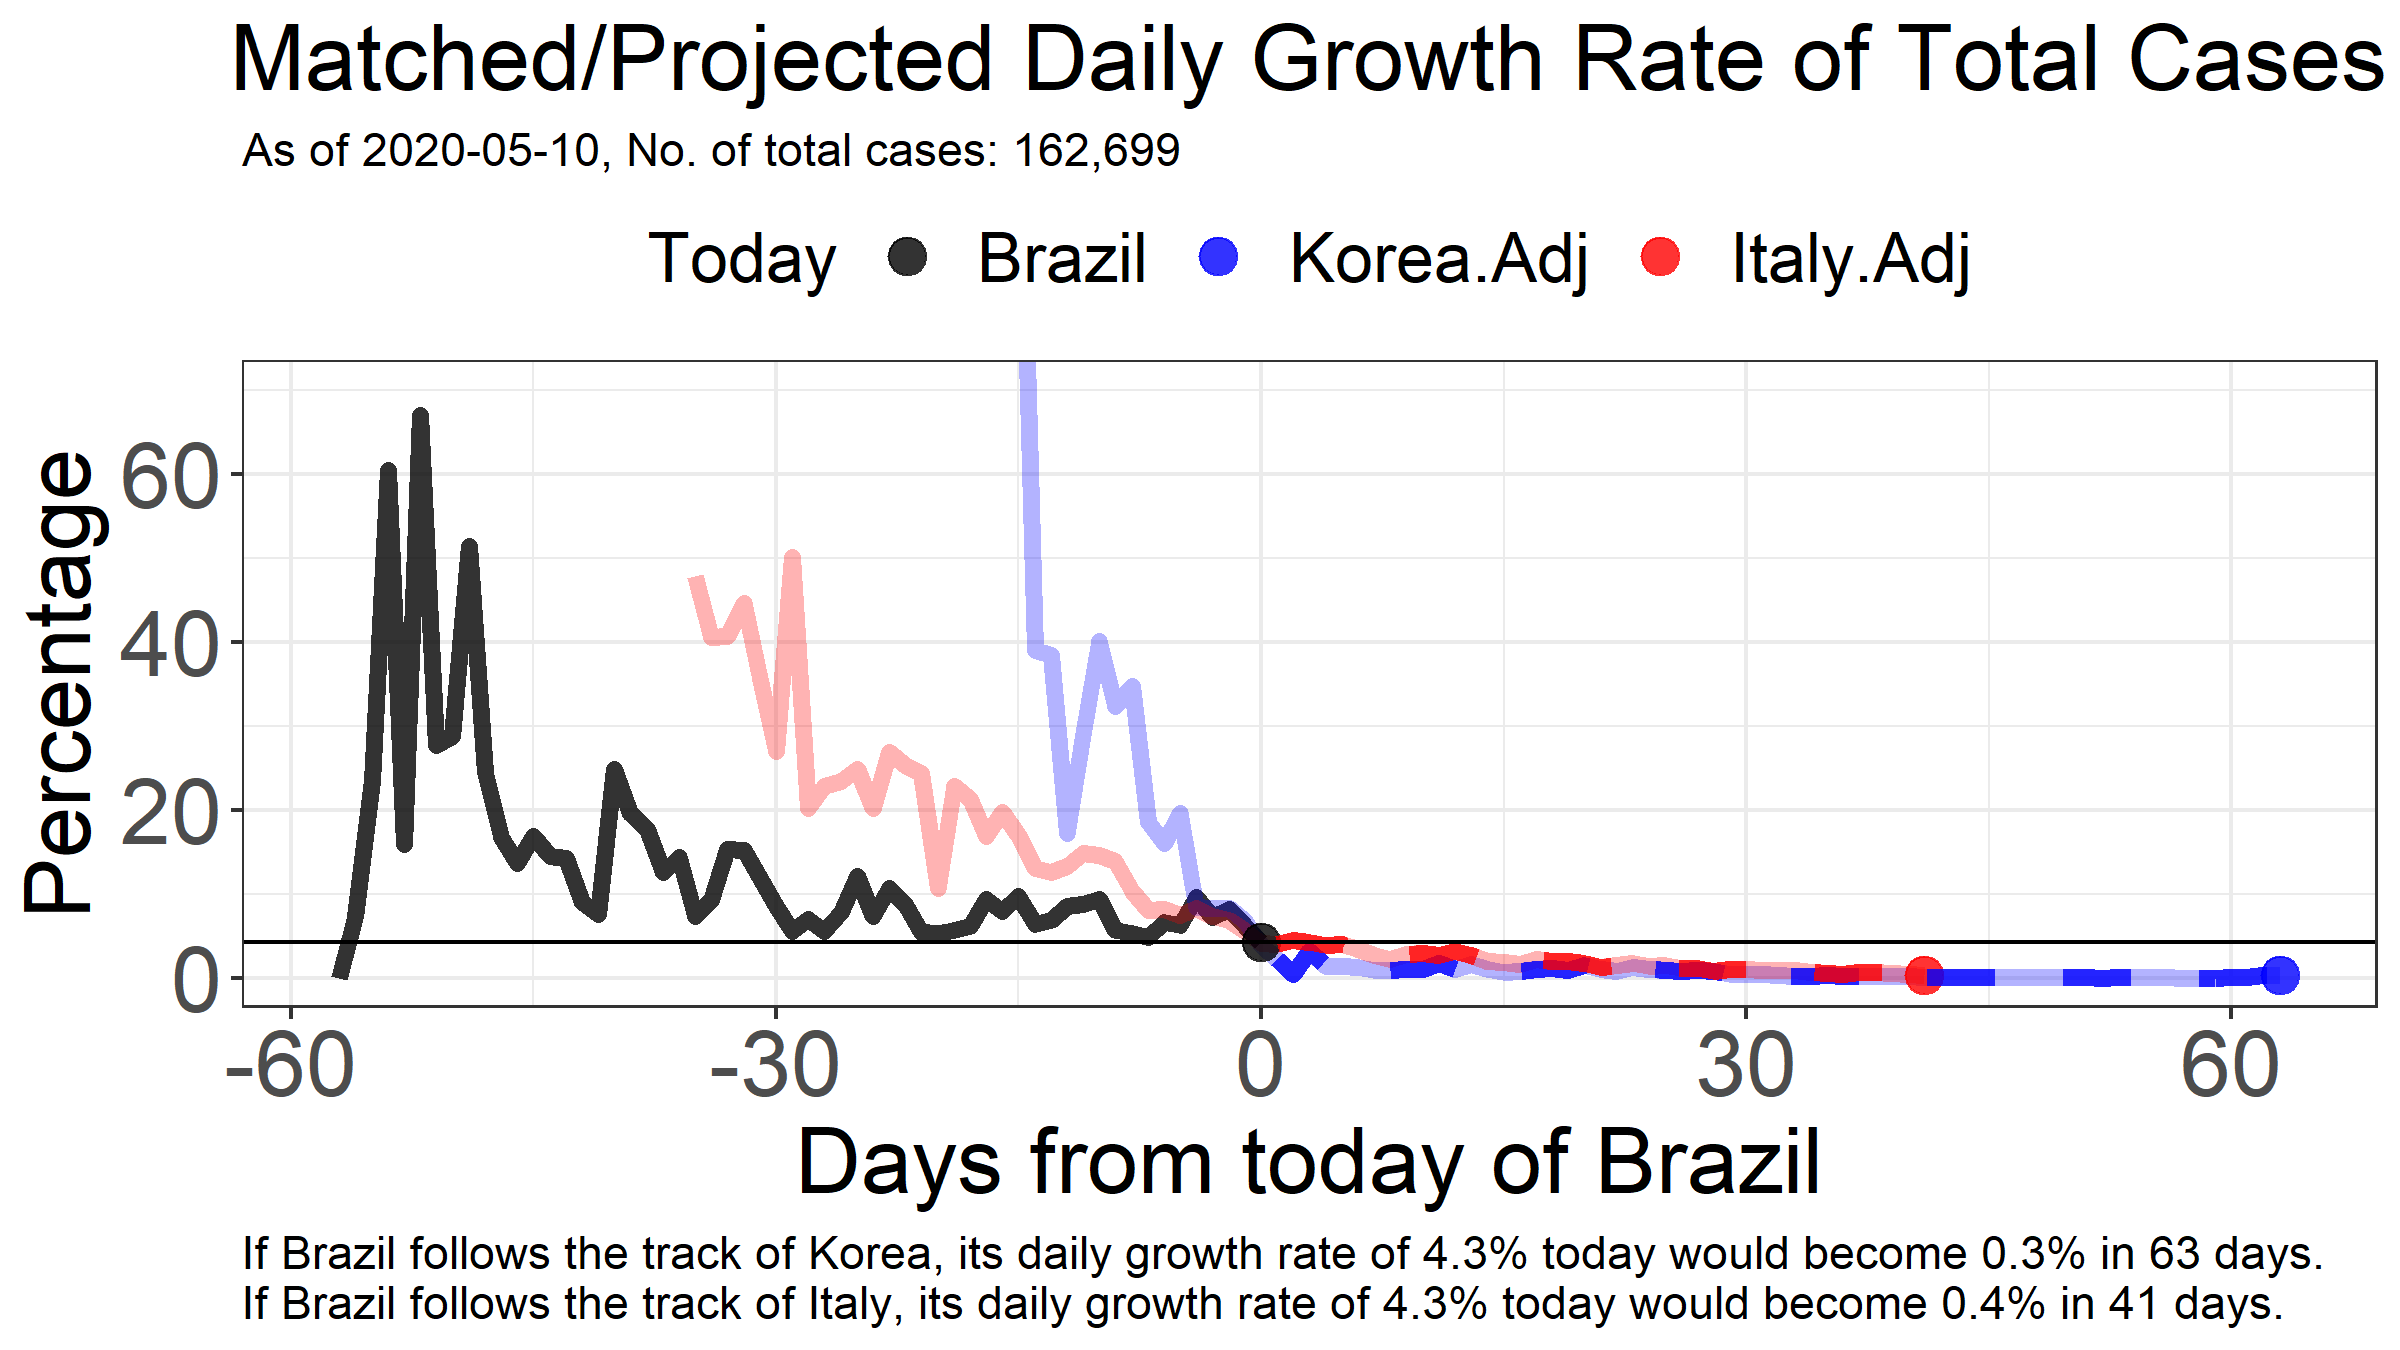 Matched/Projected Daily Growth Rate of Total Cases
As of 2020-05-10, No. of total cases: 162,699
Today Brazil Korea.Adj Italy.Adj
Percentage
60
40
20
0
-60 -30 0 30 60
Days from today of Brazil
If Brazil follows the track of Korea, its daily growth rate of 4.3% today would become 0.3% in 63 days.
If Brazil follows the track of Italy, its daily growth rate of 4.3% today would become 0.4% in 41 days.